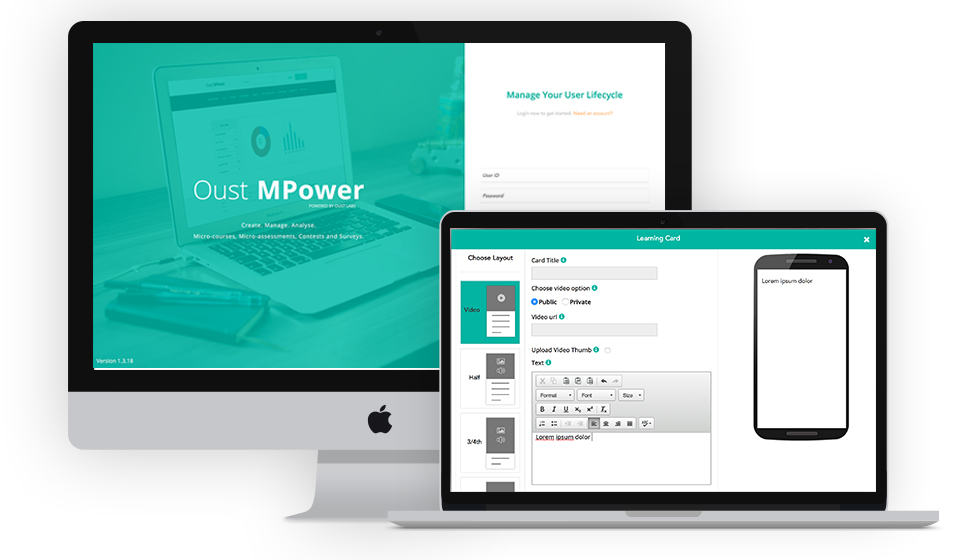 Manage Your User Lifecycle
Login now to get started. Need an account?
User ID
Password
Oust MPower
POWERED BY OUST LABS
Create. Manage. Analyse.
Micro-courses, Micro-assessments, Contests and Surveys.
Version 1.3.18
Learning Card
Choose Layout
Video
Half
3/4th
Card Title
Choose video option
Public Private
Video url
Upload Video Thumb
Text
Format Font Size
B I U x₂ x² Tx
Lorem ipsum dolor
Lorem ipsum dolor